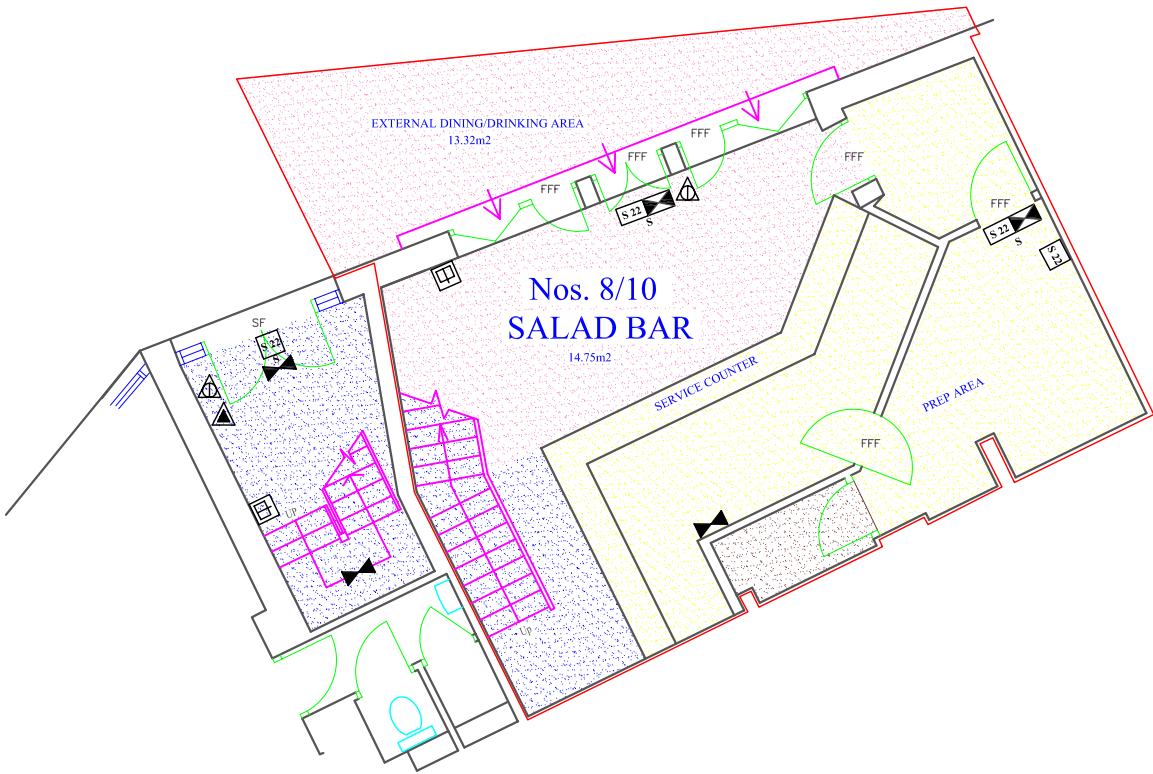 EXTERNAL DINING/DRINKING AREA
13.32m2
FFF
FFF
FFF
FFF
FFF
S 22
S
S 22
S
S 22
Nos. 8/10
SALAD BAR
14.75m2
SF
S 22
S
SERVICE COUNTER
PREP AREA
FFF
UP
Up